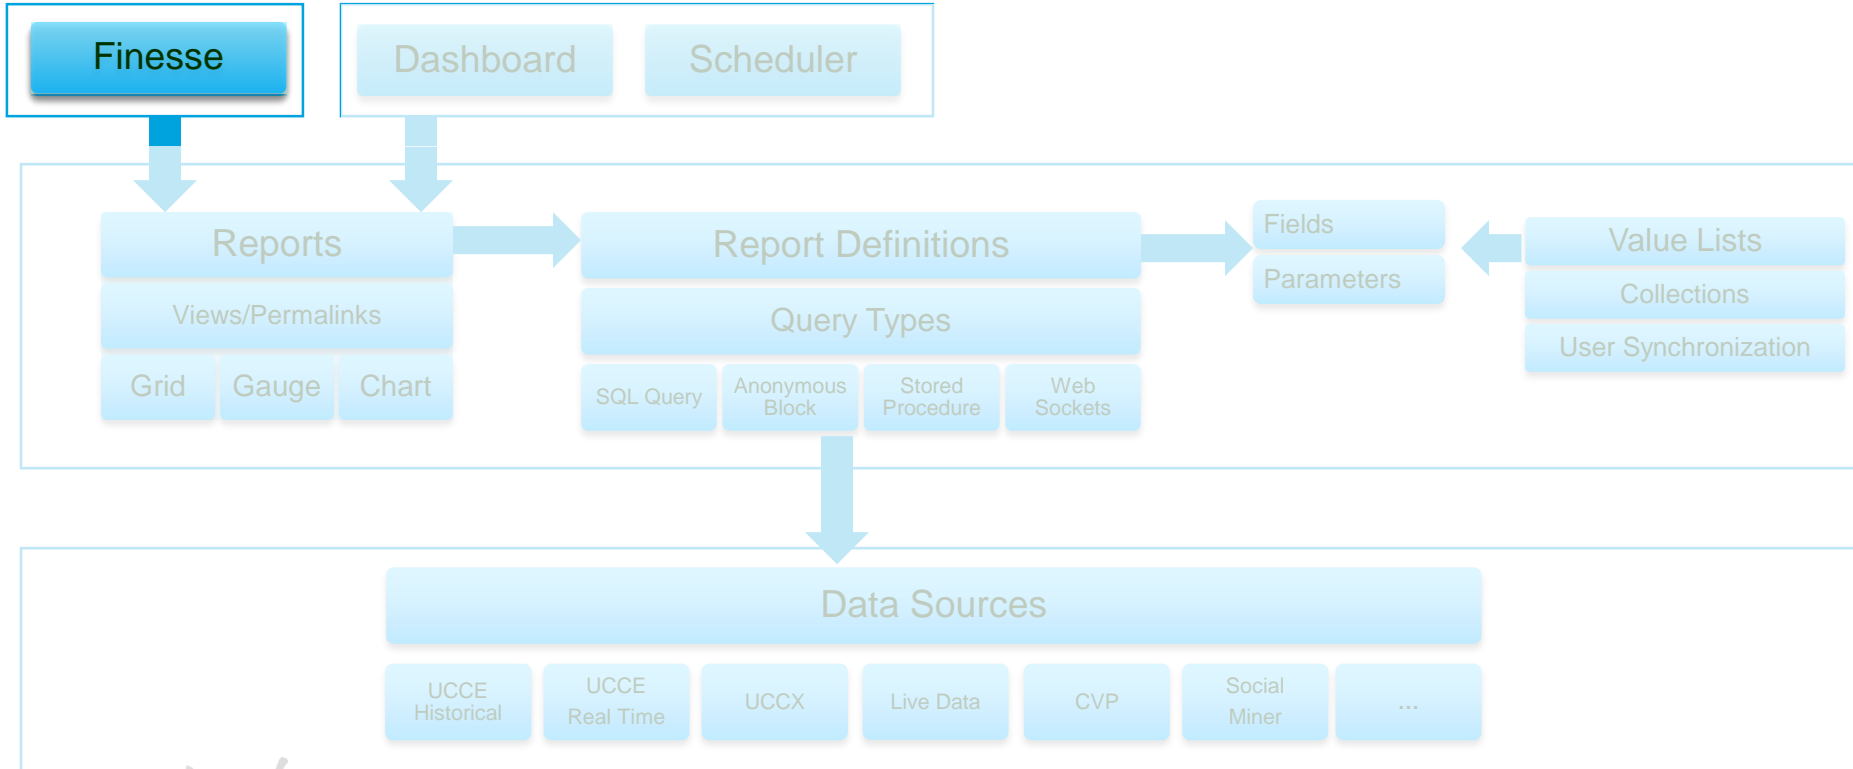 Finesse
Dashboard
Scheduler
Reports
Views/Permalinks
Grid
Gauge
Chart
Report Definitions
Query Types
SQL Query
Anonymous
Block
Stored
Procedure
Web
Sockets
Fields
Parameters
Value Lists
Collections
User Synchronization
Data Sources
UCCE
Historical
UCCE
Real Time
UCCX
Live Data
CVP
Social
Miner
...